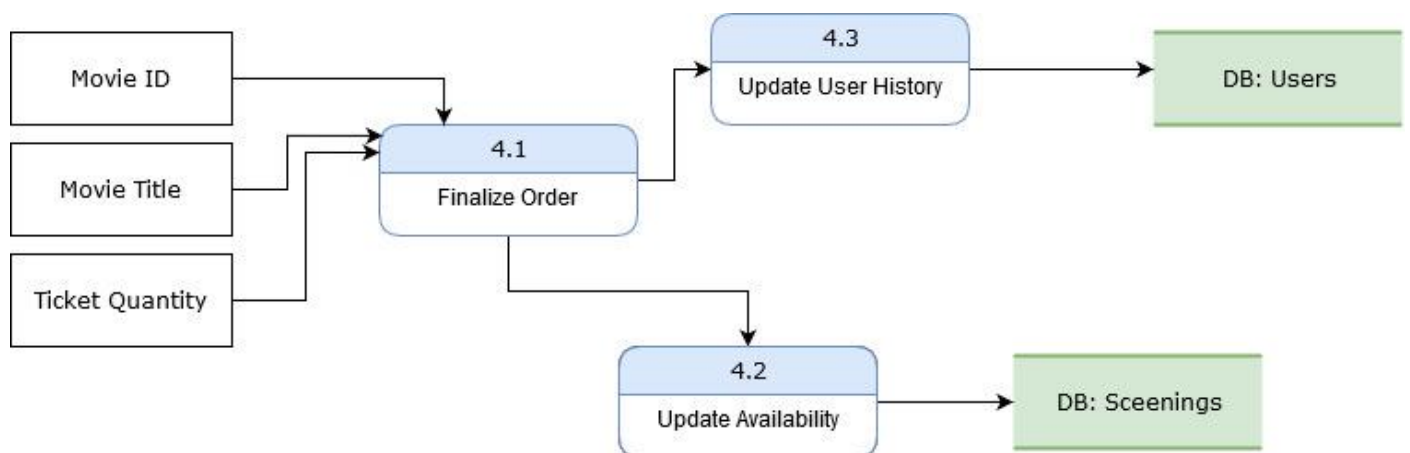 Movie ID
Movie Title
Ticket Quantity
4.1
Finalize Order
4.3
Update User History
DB: Users
4.2
Update Availability
DB: Sceenings